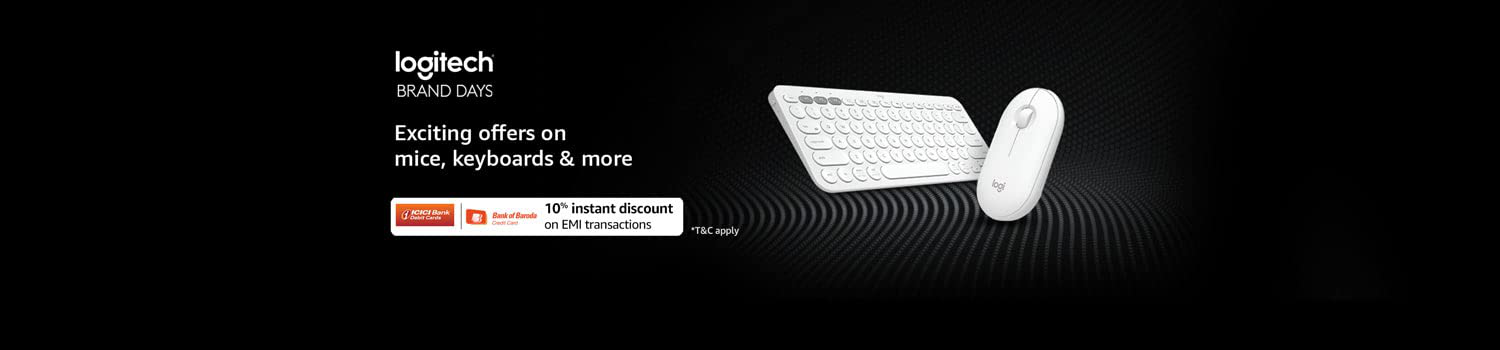 logitech
BRAND DAYS
Exciting offers on
mice, keyboards & more
ICICI Bank
Debit Cards
Bank of Baroda
Credit Card
10% instant discount
on EMI transactions
*T&C apply
logi